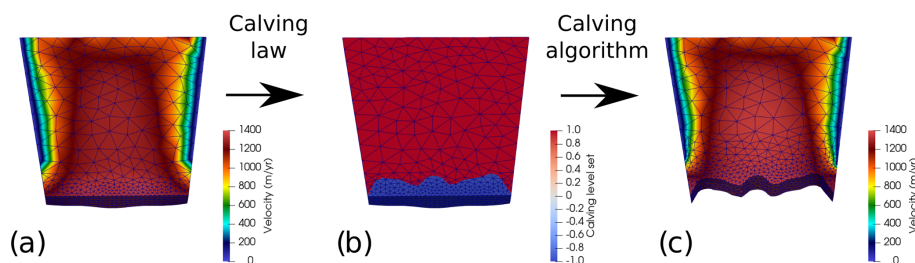 Calving
law
Calving
algorithm
1400
1200
1000
800
600
400
200
0
Velocity (m/yr)
(a)
1.0
0.8
0.6
0.4
0.2
0
-0.2
-0.4
-0.6
-0.8
-1.0
Calving level set
(b)
1400
1200
1000
800
600
400
200
0
Velocity (m/yr)
(c)